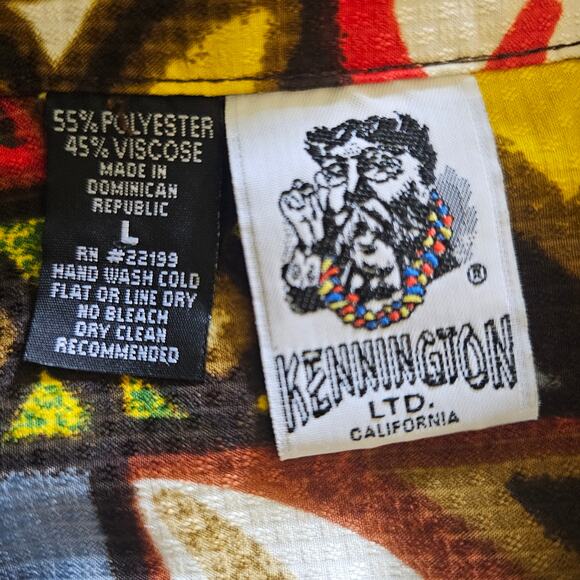 55% POLYESTER
45% VISCOSE
MADE IN
DOMINICAN
REPUBLIC
L
RN #22199
HAND WASH COLD
FLAT OR LINE DRY
NO BLEACH
DRY CLEAN
RECOMMENDED
®
KENNINGTON
LTD.
CALIFORNIA